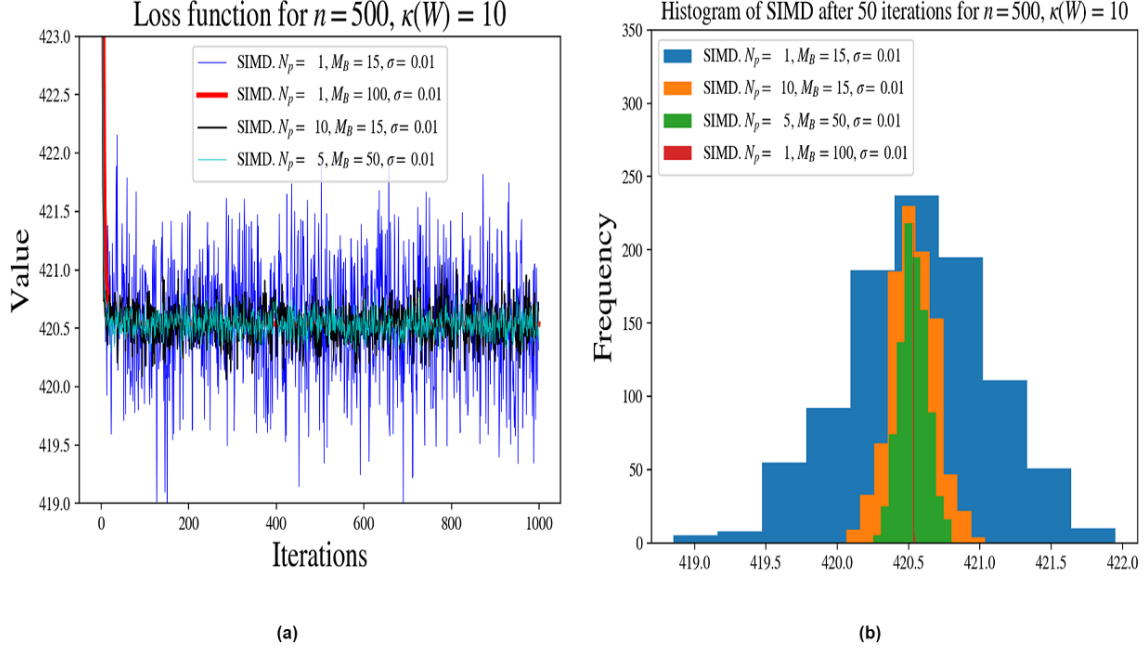 Loss function for n = 500, κ(W) = 10
423.0
422.5
422.0
421.5
421.0
420.5
420.0
419.5
419.0
Value
SIMD. N_p = 1, M_B = 15, σ = 0.01
SIMD. N_p = 1, M_B = 100, σ = 0.01
SIMD. N_p = 10, M_B = 15, σ = 0.01
SIMD. N_p = 5, M_B = 50, σ = 0.01
0 200 400 600 800 1000
Iterations
(a)
Histogram of SIMD after 50 iterations for n = 500, κ(W) = 10
350
300
250
200
150
100
50
0
Frequency
SIMD. N_p = 1, M_B = 15, σ = 0.01
SIMD. N_p = 10, M_B = 15, σ = 0.01
SIMD. N_p = 5, M_B = 50, σ = 0.01
SIMD. N_p = 1, M_B = 100, σ = 0.01
419.0 419.5 420.0 420.5 421.0 421.5 422.0
(b)